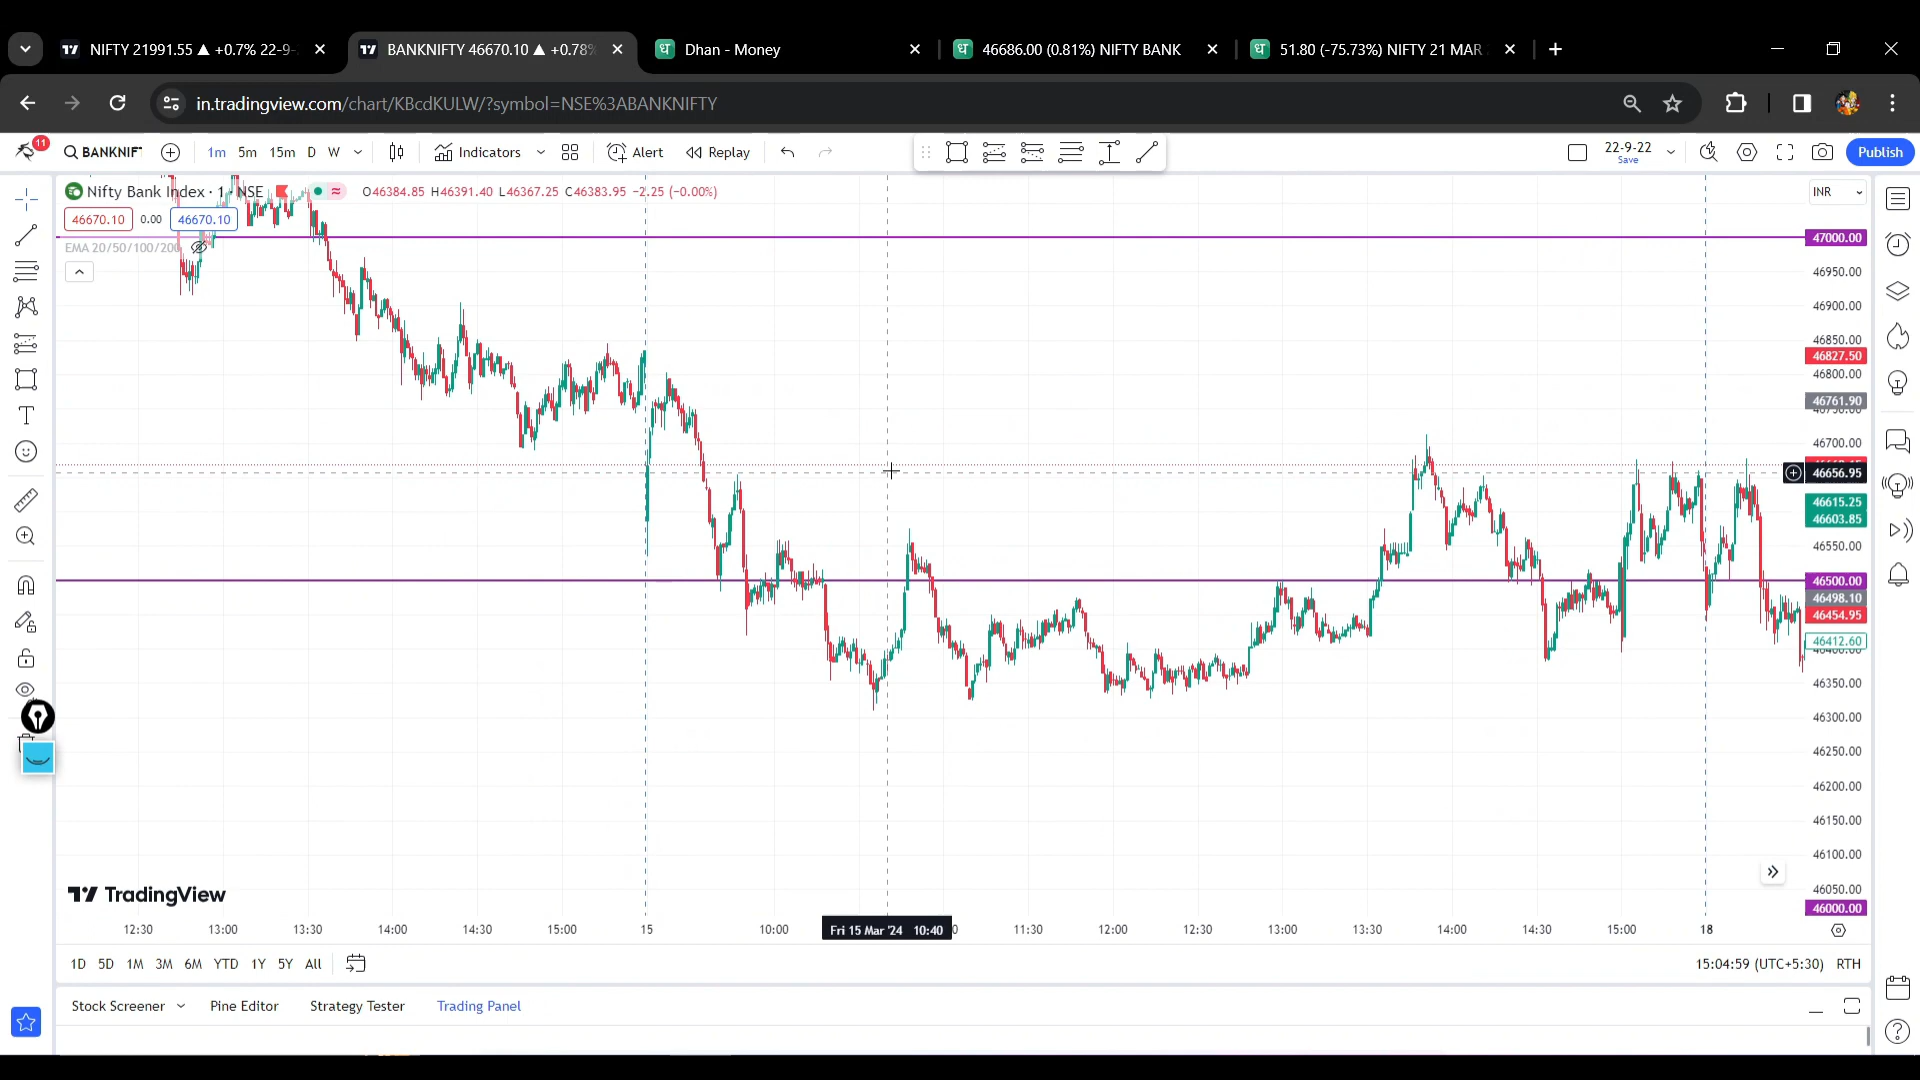 NIFTY 21991.55 ▲ +0.7% 22-9-
BANKNIFTY 46670.10 ▲ +0.78%
Dhan - Money
46686.00 (0.81%) NIFTY BANK
51.80 (-75.73%) NIFTY 21 MAR
in.tradingview.com/chart/KBcdKULW/?symbol=NSE%3ABANKNIFTY
11
BANKNIF
1m 5m 15m D W
Indicators
Alert
Replay
22-9-22
Save
Publish
Nifty Bank Index · 1 · NSE
O46384.85 H46391.40 L46367.25 C46383.95 -2.25 (-0.00%)
INR
46670.10 0.00 46670.10
EMA 20/50/100/200
47000.00
46950.00
46900.00
46850.00
46827.50
46800.00
46761.90
46700.00
46656.95
46615.25
46603.85
46550.00
46500.00
46498.10
46454.95
46412.60
46350.00
46300.00
46250.00
46200.00
46150.00
46100.00
46050.00
46000.00
TradingView
12:30 13:00 13:30 14:00 14:30 15:00 15 10:00 Fri 15 Mar '24 10:40 11:30 12:00 12:30 13:00 13:30 14:00 14:30 15:00 18
1D 5D 1M 3M 6M YTD 1Y 5Y All
15:04:59 (UTC+5:30) RTH
Stock Screener
Pine Editor
Strategy Tester
Trading Panel